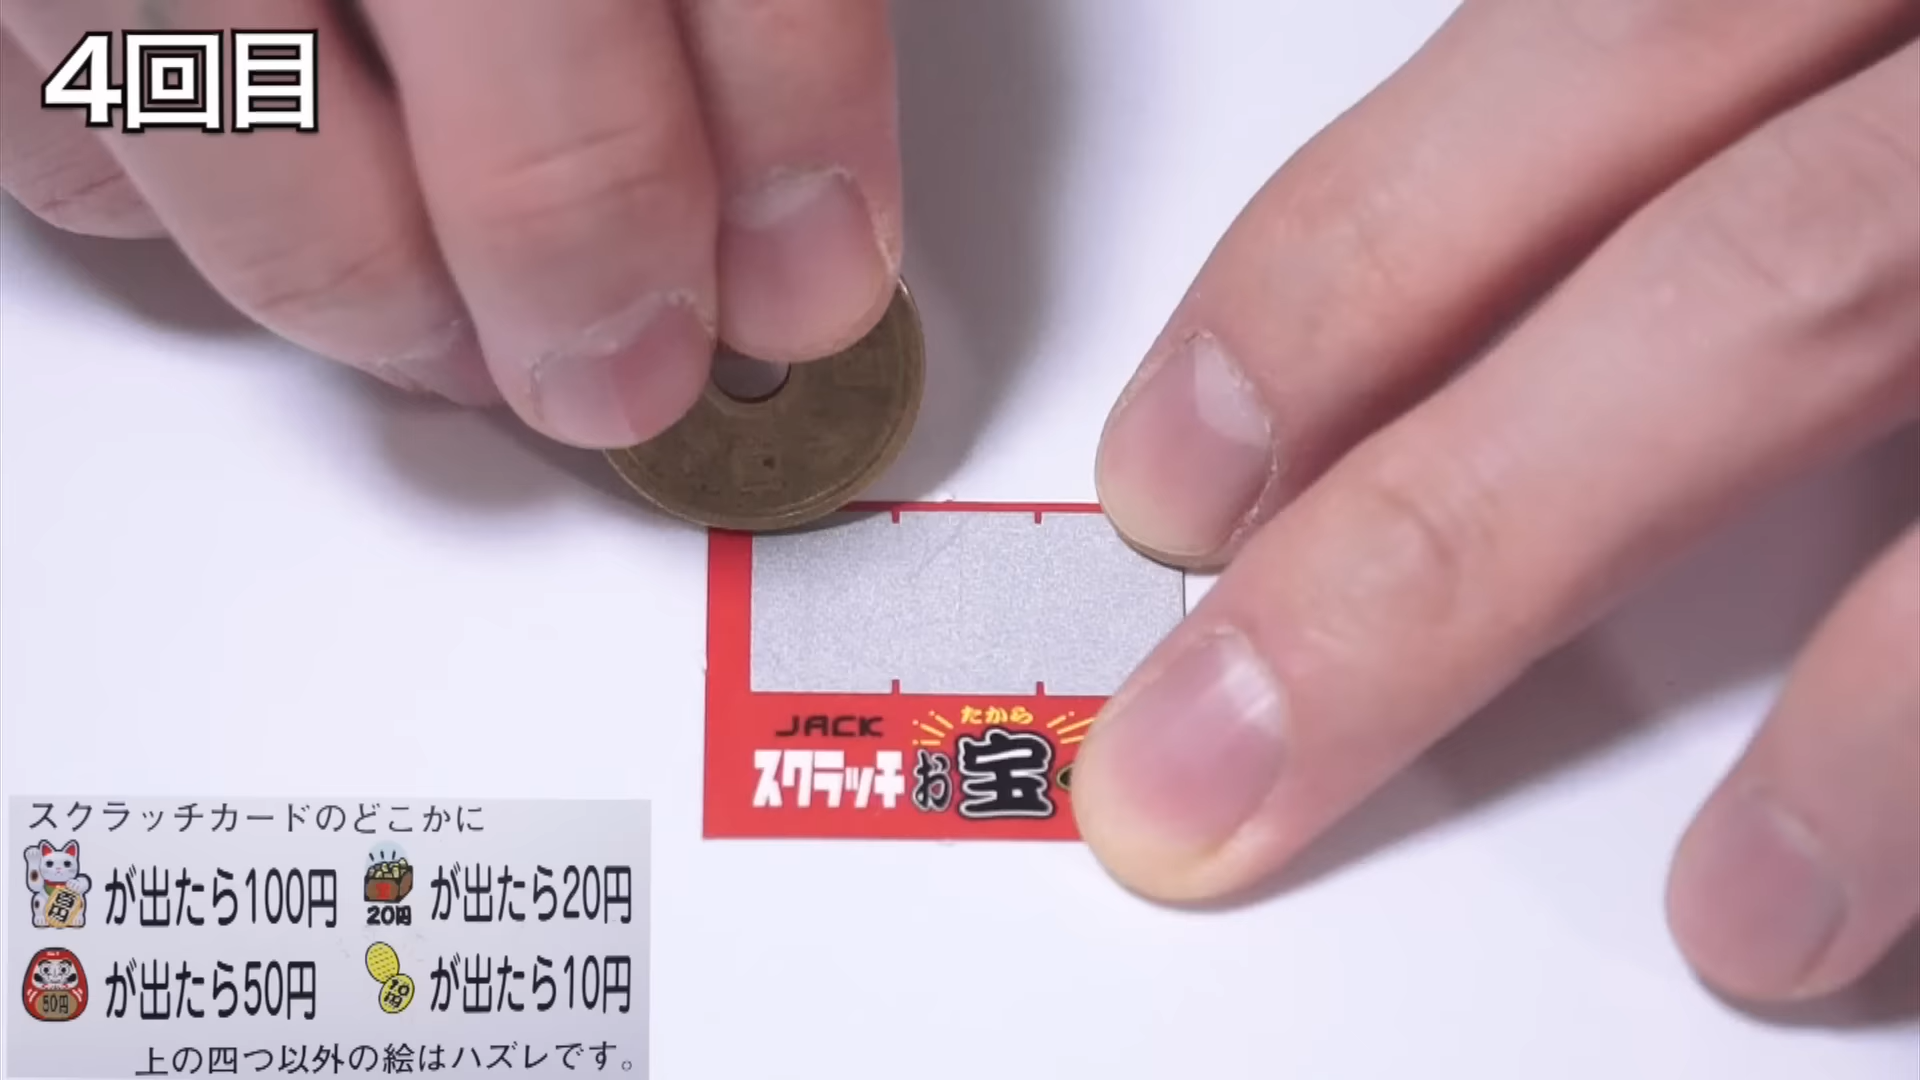 4回目
JACK
たから
スクラッチお宝
スクラッチカードのどこかに
が出たら100円
20円
が出たら20円
50円
が出たら50円
10円
が出たら10円
上の四つ以外の絵はハズレです。